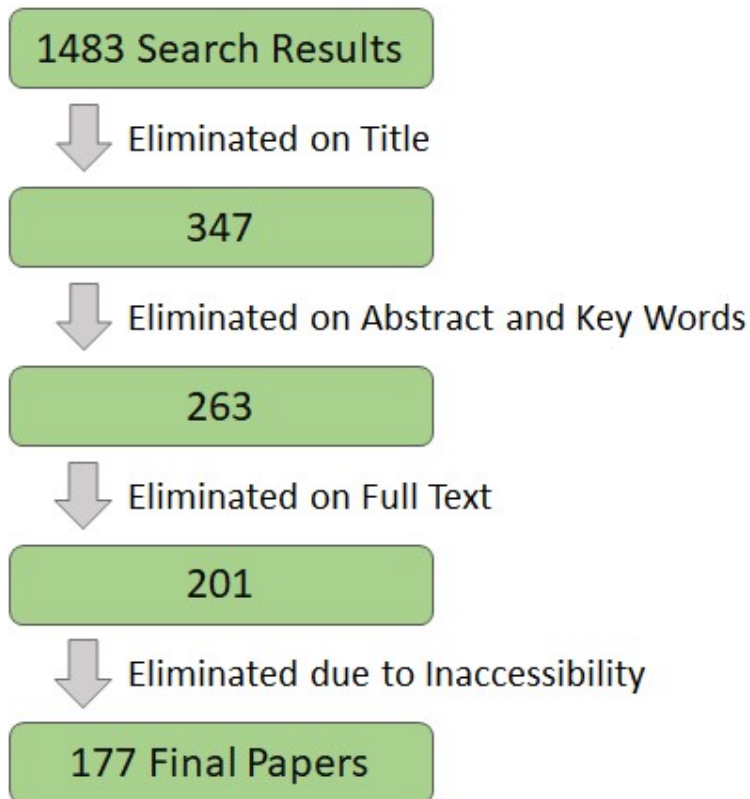 1483 Search Results
Eliminated on Title
347
Eliminated on Abstract and Key Words
263
Eliminated on Full Text
201
Eliminated due to Inaccessibility
177 Final Papers